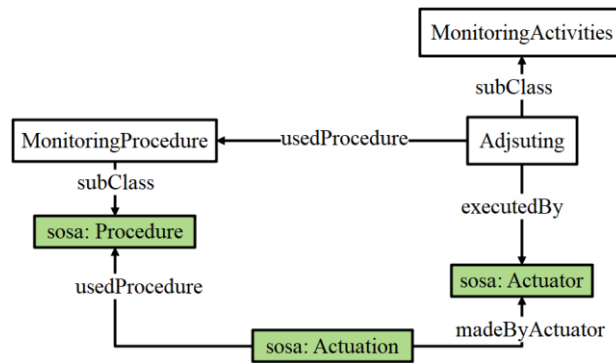 MonitoringActivities
subClass
MonitoringProcedure
usedProcedure
Adjsuting
subClass
executedBy
sosa: Procedure
usedProcedure
sosa: Actuator
madeByActuator
sosa: Actuation